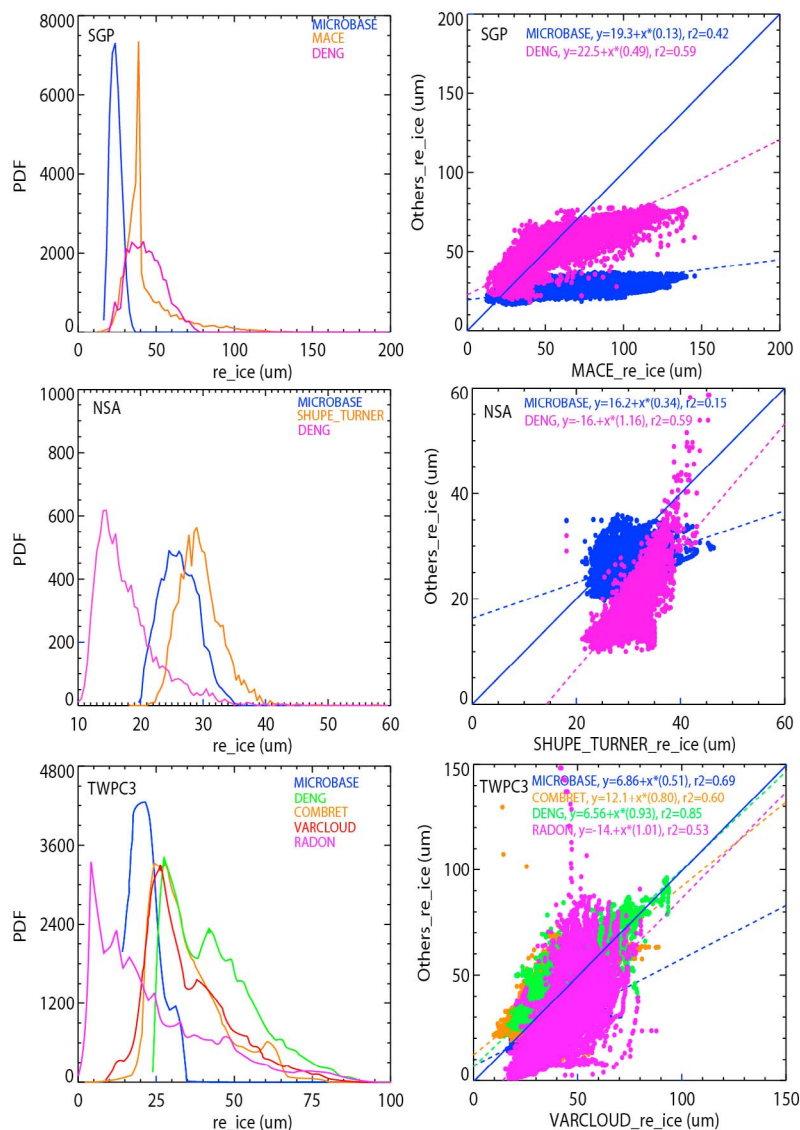 SGP
MICROBASE
MACE
DENG
8000
6000
4000
2000
0
PDF
0 50 100 150 200
re_ice (um)
SGP
MICROBASE, y=19.3+x*(0.13), r2=0.42
DENG, y=22.5+x*(0.49), r2=0.59
200
150
100
50
0
Others_re_ice (um)
0 50 100 150 200
MACE_re_ice (um)
NSA
MICROBASE
SHUPE_TURNER
DENG
1000
800
600
400
200
0
PDF
10 20 30 40 50 60
re_ice (um)
NSA
MICROBASE, y=16.2+x*(0.34), r2=0.15
DENG, y=-16.+x*(1.16), r2=0.59
60
40
20
0
Others_re_ice (um)
0 20 40 60
SHUPE_TURNER_re_ice (um)
TWPC3
MICROBASE
DENG
COMBRET
VARCLOUD
RADON
4800
3600
2400
1200
0
PDF
0 25 50 75 100
re_ice (um)
TWPC3
MICROBASE, y=6.86+x*(0.51), r2=0.69
COMBRET, y=12.1+x*(0.80), r2=0.60
DENG, y=6.56+x*(0.93), r2=0.85
RADON, y=-14.+x*(1.01), r2=0.53
150
100
50
0
Others_re_ice (um)
0 50 100 150
VARCLOUD_re_ice (um)